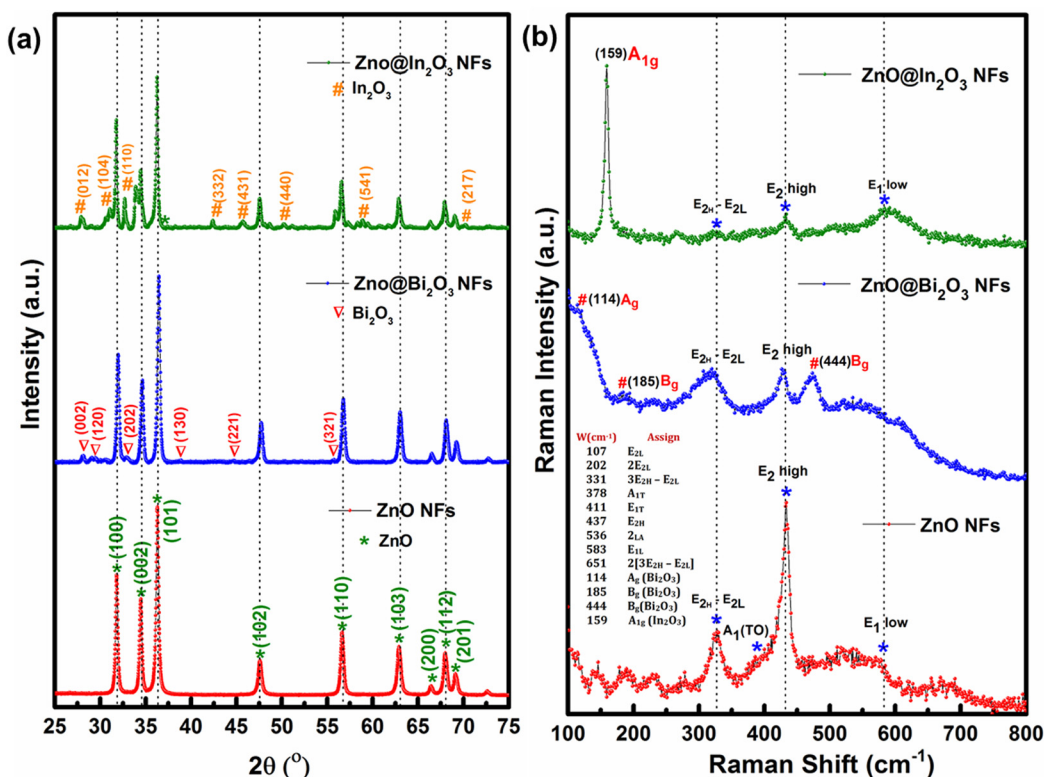 (a)
Zno@In₂O₃ NFs
# In₂O₃
#(012)
#(104)
#(110)
#(332)
#(431)
#(440)
#(541)
#(217)
*
Zno@Bi₂O₃ NFs
▽ Bi₂O₃
▽(002)
▽(120)
▽(202)
▽(130)
▽(221)
▽(321)
ZnO NFs
* ZnO
*(100)
*(002)
*(101)
*(102)
*(110)
*(103)
*(200)
*(112)
*(201)
Intensity (a.u.)
25 30 35 40 45 50 55 60 65 70 75
2θ (°)
(b)
(159)A1g
ZnO@In₂O₃ NFs
E2H - E2L
E2 high
E1 low
ZnO@Bi₂O₃ NFs
#(114)Ag
#(185)Bg
E2H - E2L
E2 high
#(444)Bg
W(cm⁻¹) Assign
107 E2L
202 2E2L
331 3E2H – E2L
378 A1T
411 E1T
437 E2H
536 2LA
583 E1L
651 2[3E2H – E2L]
114 Ag (Bi₂O₃)
185 Bg (Bi₂O₃)
444 Bg(Bi₂O₃)
159 A1g (In₂O₃)
ZnO NFs
E2 high
E2H - E2L
A1(TO)
E1 low
Raman Intensity (a.u.)
100 200 300 400 500 600 700 800
Raman Shift (cm⁻¹)